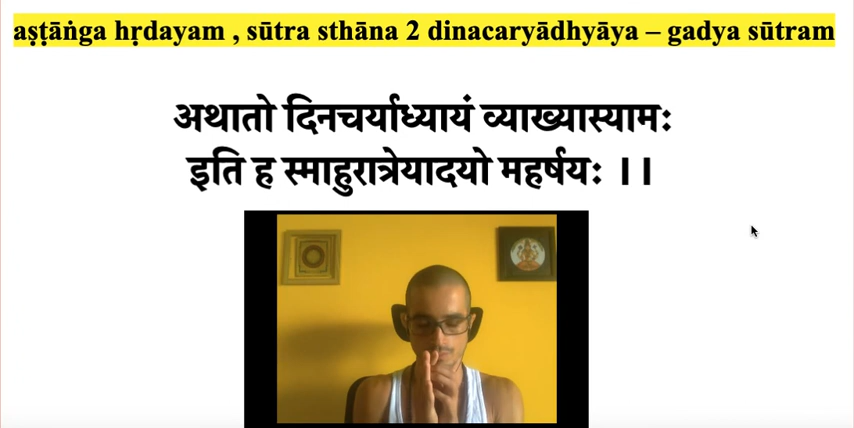 aṣṭāṅga hṛdayam , sūtra sthāna 2 dinacaryādhyāya – gadya sūtram
अथातो दिनचर्याध्यायं व्याख्यास्यामः
इति ह स्माहुरात्रेयादयो महर्षयः ।।